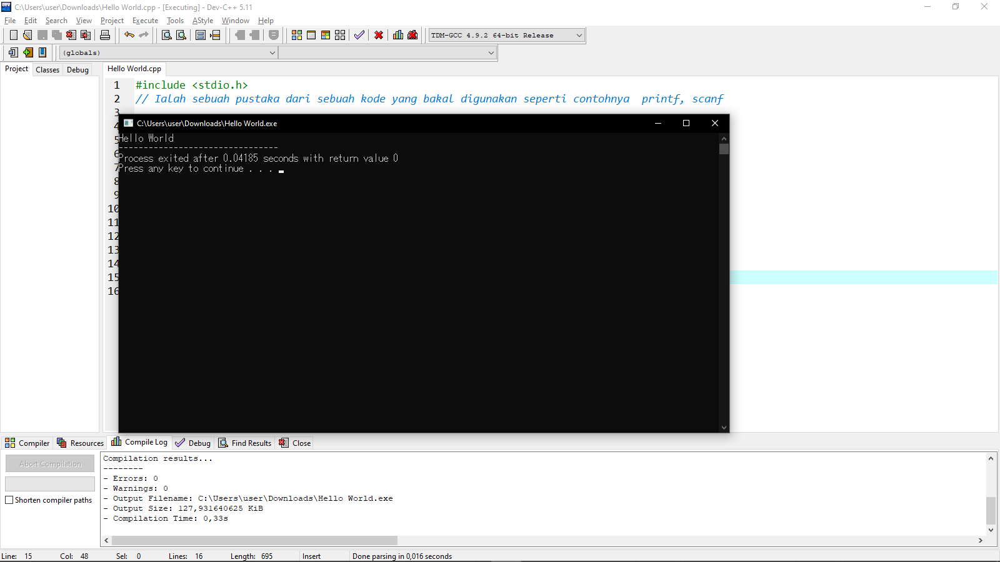 C:\Users\user\Downloads\Hello World.cpp - [Executing] - Dev-C++ 5.11
File Edit Search View Project Execute Tools AStyle Window Help
TDM-GCC 4.9.2 64-bit Release
(globals)
Project Classes Debug Hello World.cpp
1 #include <stdio.h>
2 // Ialah sebuah pustaka dari sebuah kode yang bakal digunakan seperti contohnya  printf, scanf
3
4
5
6
7
8
9
10
11
12
13
14
15
16
C:\Users\user\Downloads\Hello World.exe
Hello World
--------------------------------
Process exited after 0.04185 seconds with return value 0
Press any key to continue . . .
Compiler Resources Compile Log Debug Find Results Close
Abort Compilation
Shorten compiler paths
Compilation results...
--------
- Errors: 0
- Warnings: 0
- Output Filename: C:\Users\user\Downloads\Hello World.exe
- Output Size: 127,931640625 KiB
- Compilation Time: 0,33s
Line: 15 Col: 48 Sel: 0 Lines: 16 Length: 695 Insert Done parsing in 0,016 seconds